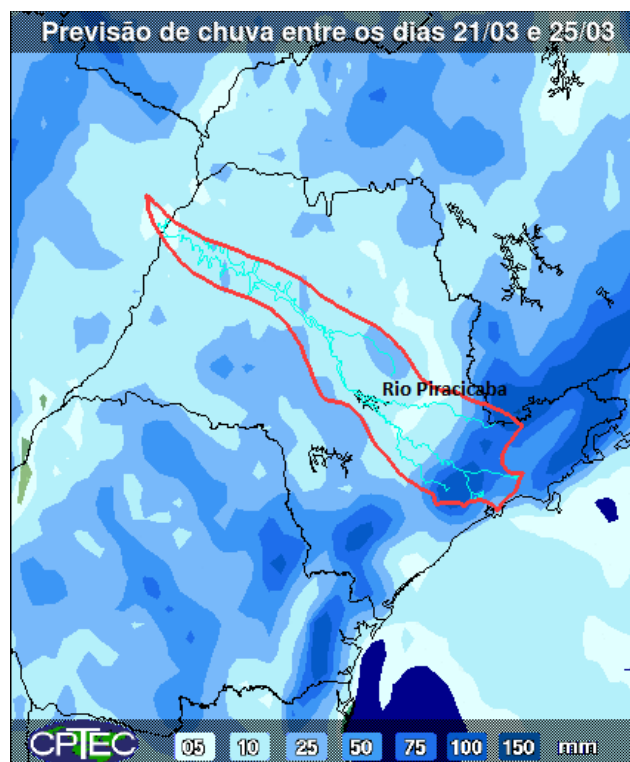 Previsão de chuva entre os dias 21/03 e 25/03
Rio Piracicaba
CPTEC 05 10 25 50 75 100 150 mm